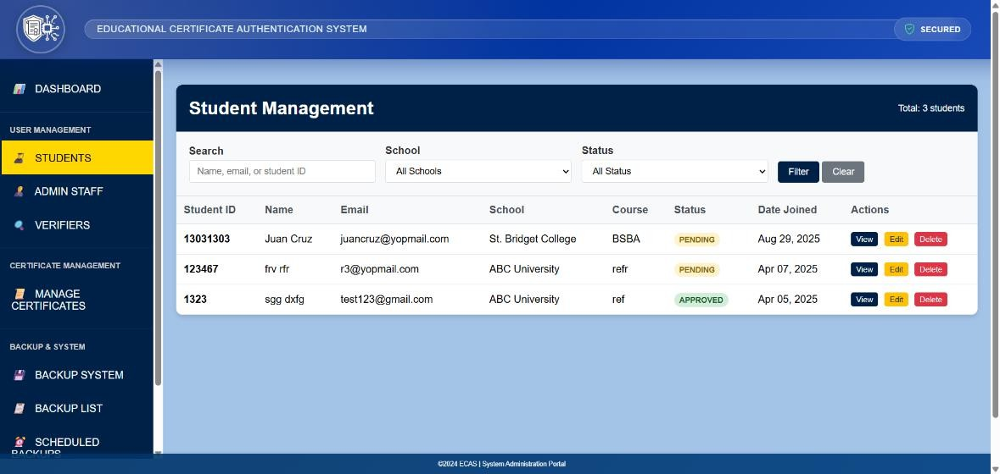 EDUCATIONAL CERTIFICATE AUTHENTICATION SYSTEM
SECURED
DASHBOARD
USER MANAGEMENT
STUDENTS
ADMIN STAFF
VERIFIERS
CERTIFICATE MANAGEMENT
MANAGE
CERTIFICATES
BACKUP & SYSTEM
BACKUP SYSTEM
BACKUP LIST
SCHEDULED
BACKUPS
Student Management
Total: 3 students
Search School Status
Name, email, or student ID All Schools All Status Filter Clear
Student ID Name Email School Course Status Date Joined Actions
13031303 Juan Cruz juancruz@yopmail.com St. Bridget College BSBA PENDING Aug 29, 2025 View Edit Delete
123467 frv rfr r3@yopmail.com ABC University refr PENDING Apr 07, 2025 View Edit Delete
1323 sgg dxfg test123@gmail.com ABC University ref APPROVED Apr 05, 2025 View Edit Delete
©2024 ECAS | System Administration Portal